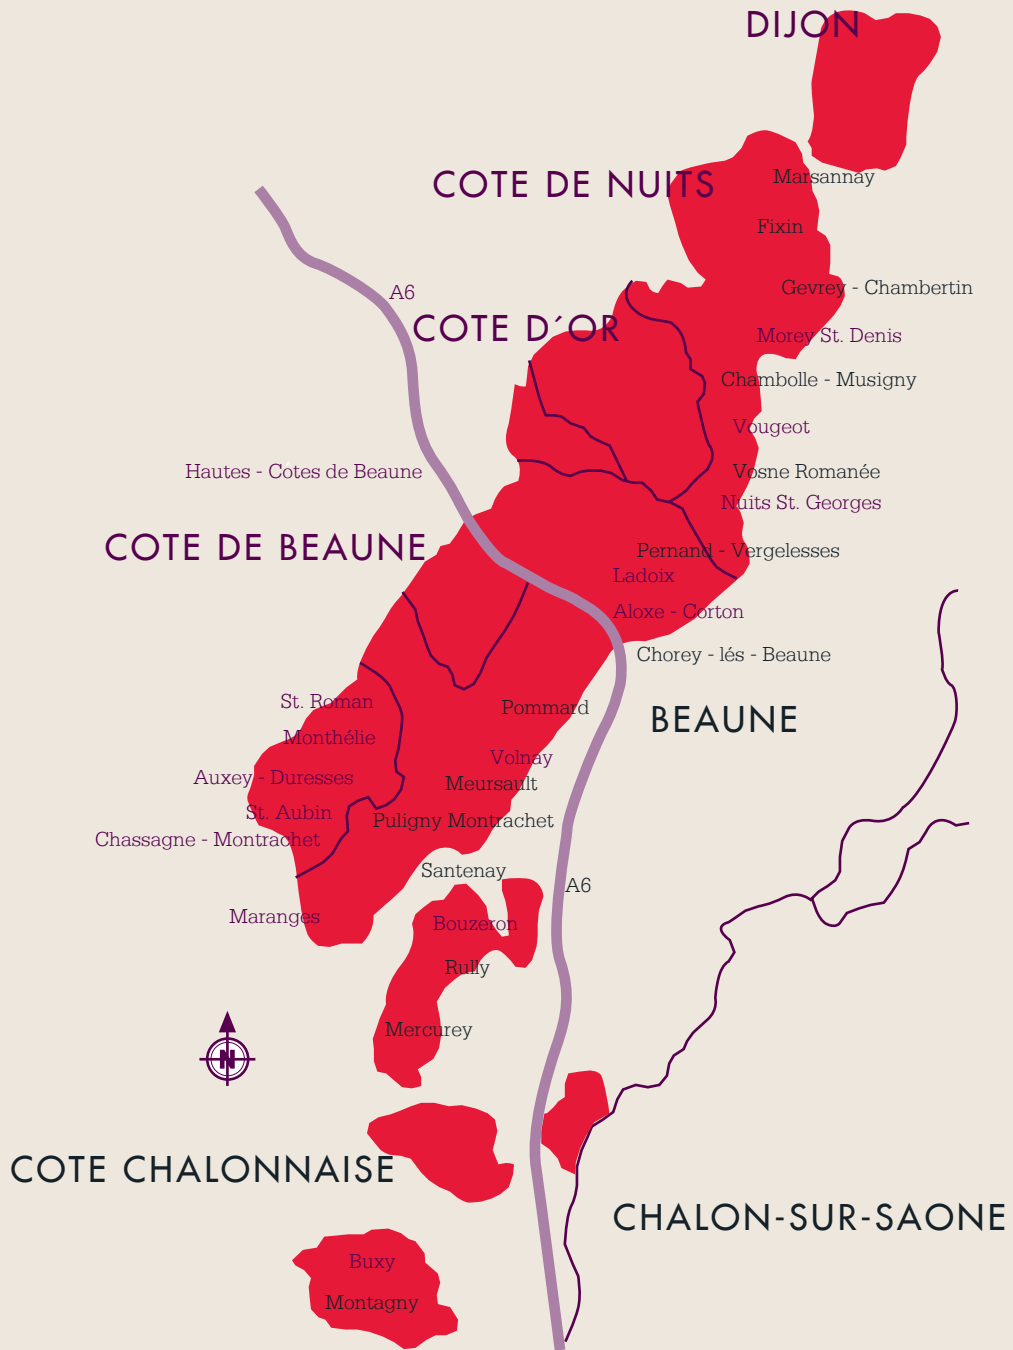 DIJON
Marsannay
COTE DE NUITS
Fixin
Gevrey - Chambertin
A6
COTE D´OR
Morey St. Denis
Chambolle - Musigny
Vougeot
Hautes - Côtes de Beaune
Vosne Romanée
Nuits St. Georges
COTE DE BEAUNE
Pernand - Vergelesses
Ladoix
Aloxe - Corton
Chorey - lés - Beaune
St. Roman
Pommard
BEAUNE
Monthélie
Volnay
Auxey - Duresses
Meursault
St. Aubin
Puligny Montrachet
Chassagne - Montrachet
Santenay
A6
Maranges
Bouzeron
Rully
Mercurey
N
COTE CHALONNAISE
CHALON-SUR-SAONE
Buxy
Montagny